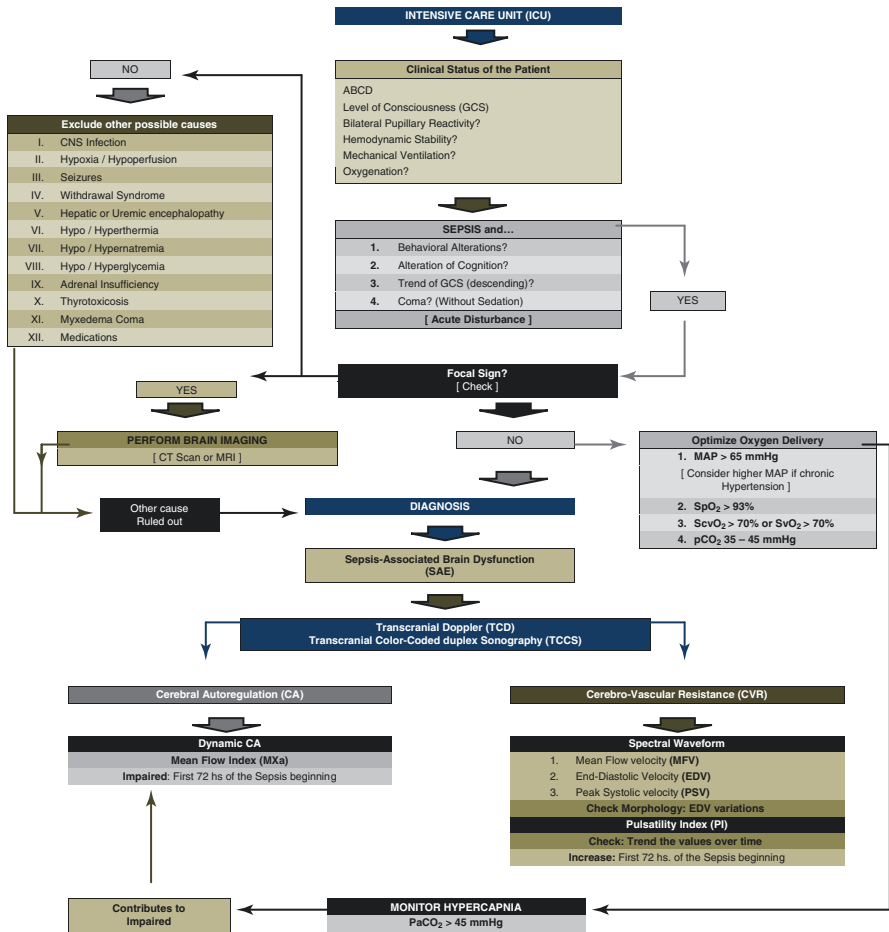 INTENSIVE CARE UNIT (ICU)
NO
Clinical Status of the Patient
ABCD
Level of Consciousness (GCS)
Bilateral Pupillary Reactivity?
Hemodynamic Stability?
Mechanical Ventilation?
Oxygenation?
Exclude other possible causes
I. CNS Infection
II. Hypoxia / Hypoperfusion
III. Seizures
IV. Withdrawal Syndrome
V. Hepatic or Uremic encephalopathy
VI. Hypo / Hyperthermia
VII. Hypo / Hypernatremia
VIII. Hypo / Hyperglycemia
IX. Adrenal Insufficiency
X. Thyrotoxicosis
XI. Myxedema Coma
XII. Medications
SEPSIS and...
1. Behavioral Alterations?
2. Alteration of Cognition?
3. Trend of GCS (descending)?
4. Coma? (Without Sedation)
[ Acute Disturbance ]
YES
Focal Sign?
[ Check ]
YES
PERFORM BRAIN IMAGING
[ CT Scan or MRI ]
NO
Optimize Oxygen Delivery
1. MAP > 65 mmHg
[ Consider higher MAP if chronic
Hypertension ]
2. SpO₂ > 93%
3. ScvO₂ > 70% or SvO₂ > 70%
4. pCO₂ 35 – 45 mmHg
Other cause
Ruled out
DIAGNOSIS
Sepsis-Associated Brain Dysfunction
(SAE)
Transcranial Doppler (TCD)
Transcranial Color-Coded duplex Sonography (TCCS)
Cerebral Autoregulation (CA)
Dynamic CA
Mean Flow Index (MXa)
Impaired: First 72 hs of the Sepsis beginning
Cerebro-Vascular Resistance (CVR)
Spectral Waveform
1. Mean Flow velocity (MFV)
2. End-Diastolic Velocity (EDV)
3. Peak Systolic velocity (PSV)
Check Morphology: EDV variations
Pulsatility Index (PI)
Check: Trend the values over time
Increase: First 72 hs. of the Sepsis beginning
Contributes to
Impaired
MONITOR HYPERCAPNIA
PaCO₂ > 45 mmHg